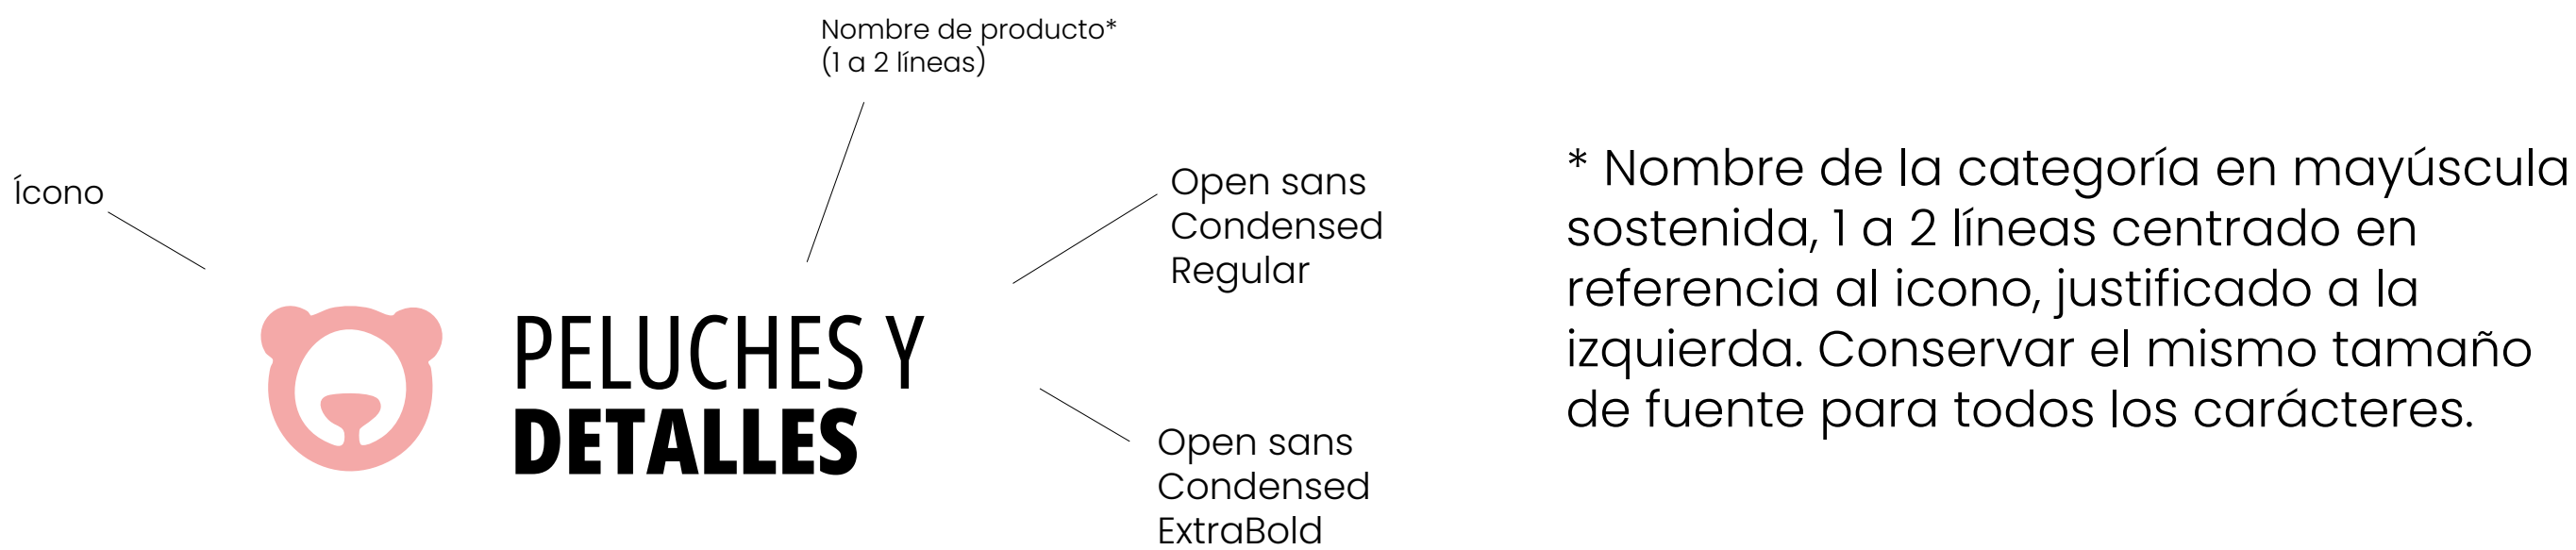 Nombre de producto*
(1 a 2 líneas)
Ícono
Open sans
Condensed
Regular
PELUCHES Y
DETALLES
Open sans
Condensed
ExtraBold
* Nombre de la categoría en mayúscula
sostenida, 1 a 2 líneas centrado en
referencia al icono, justificado a la
izquierda. Conservar el mismo tamaño
de fuente para todos los carácteres.